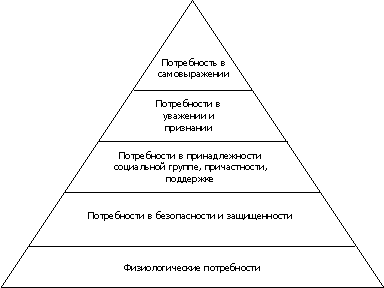 Потребность в
самовыражении
Потребности в
уважении и
признании
Потребности в принадлежности
социальной группе, причастности,
поддержке
Потребности в безопасности и защищенности
Физиологические потребности